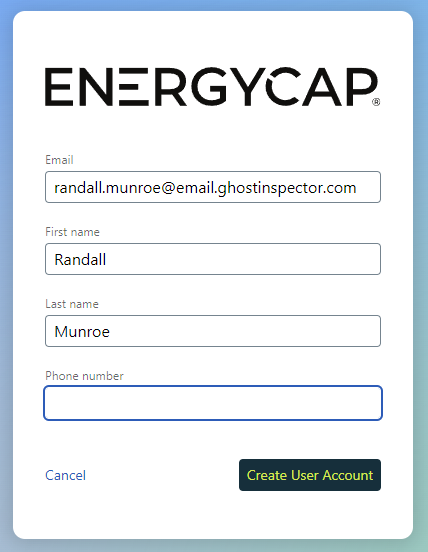 ENERGYCAP®
Email
randall.munroe@email.ghostinspector.com
First name
Randall
Last name
Munroe
Phone number
Cancel
Create User Account